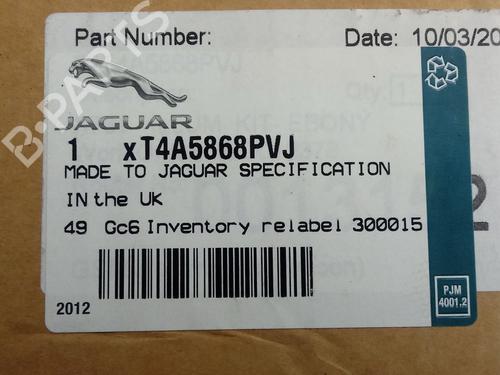 Part Number: Date: 10/03/20
JAGUAR
1 xT4A5868PVJ
MADE TO JAGUAR SPECIFICATION
IN the UK
49 Gc6 Inventory relabel 300015
2012
PJM
4001.2
B-PARTS